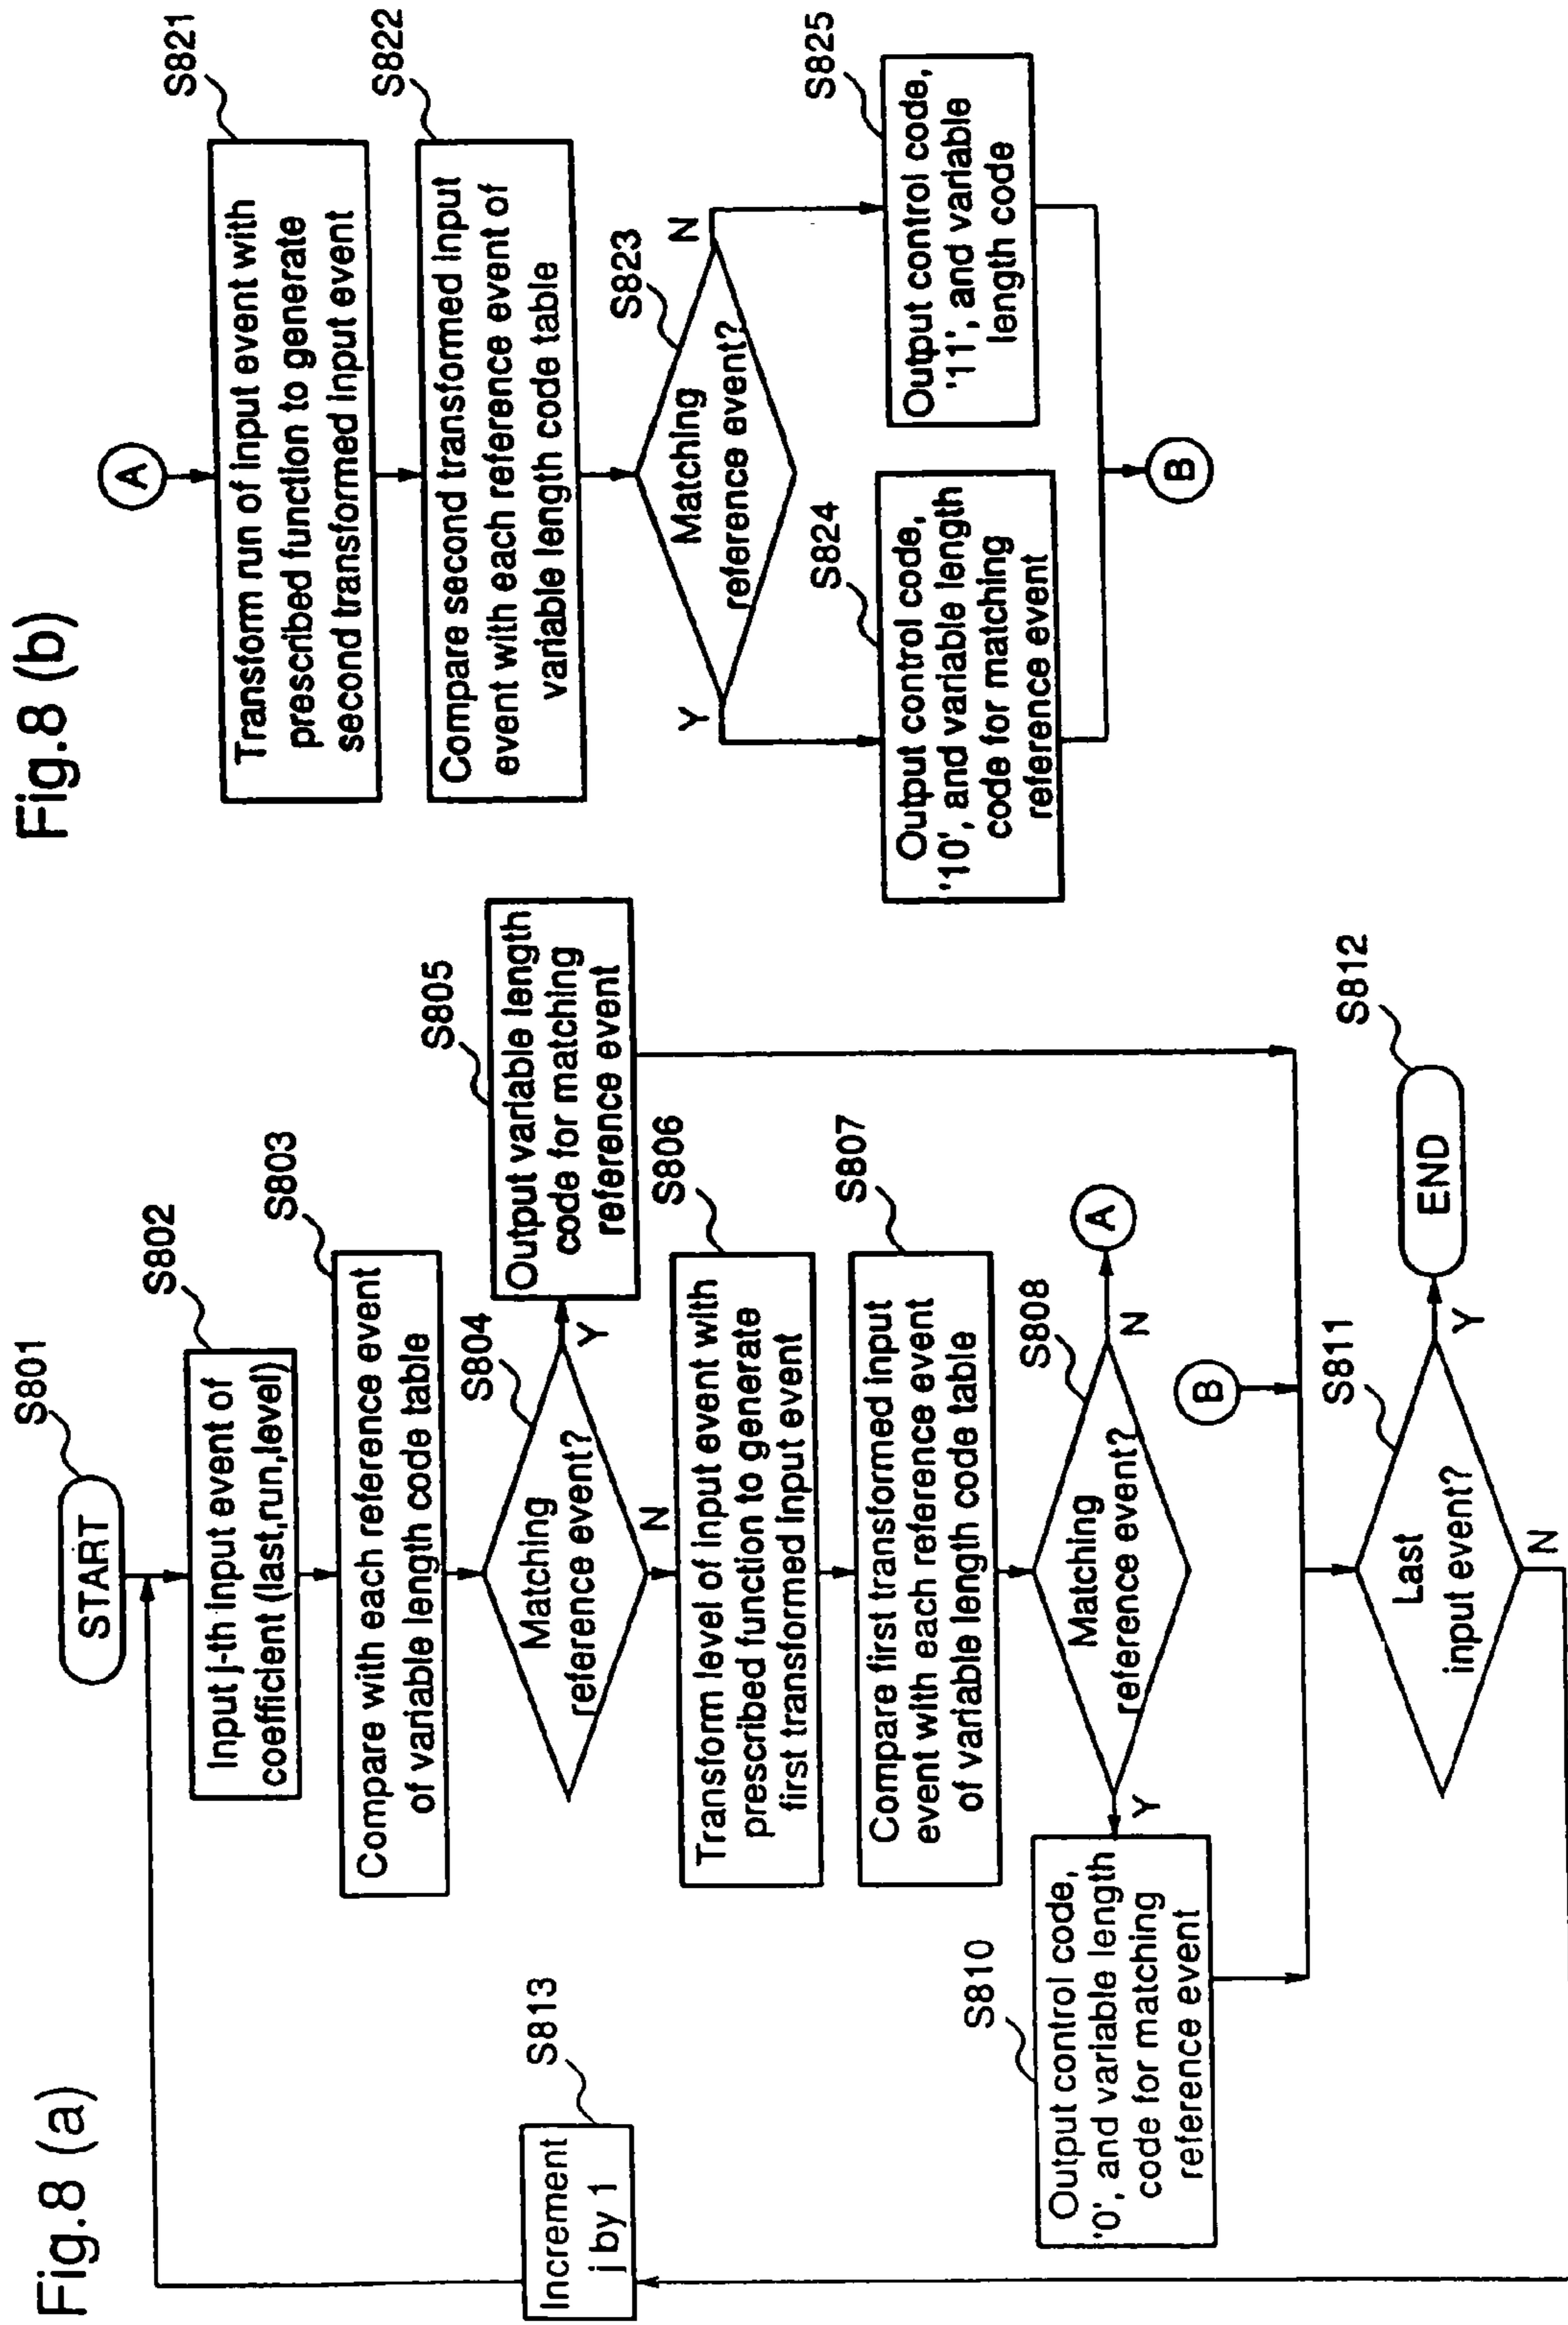 Fig.8 (a)
S801
START
S802
Input j-th input event of
coefficient (last,run,level)
S803
Compare with each reference event
of variable length code table
S804
Matching
reference event?
Y
N
S805
Output variable length
code for matching
reference event
S806
Transform level of input event with
prescribed function to generate
first transformed input event
S807
Compare first transformed input
event with each reference event
of variable length code table
S808
Matching
reference event?
Y
N
A
S810
Output control code,
'0', and variable length
code for matching
reference event
B
S811
Last
input event?
Y
N
S812
END
S813
Increment
j by 1
Fig.8 (b)
A
S821
Transform run of input event with
prescribed function to generate
second transformed input event
S822
Compare second transformed input
event with each reference event of
variable length code table
S823
Matching
reference event?
Y
N
S824
Output control code,
'10', and variable length
code for matching
reference event
S825
Output control code,
'11', and variable
length code
B